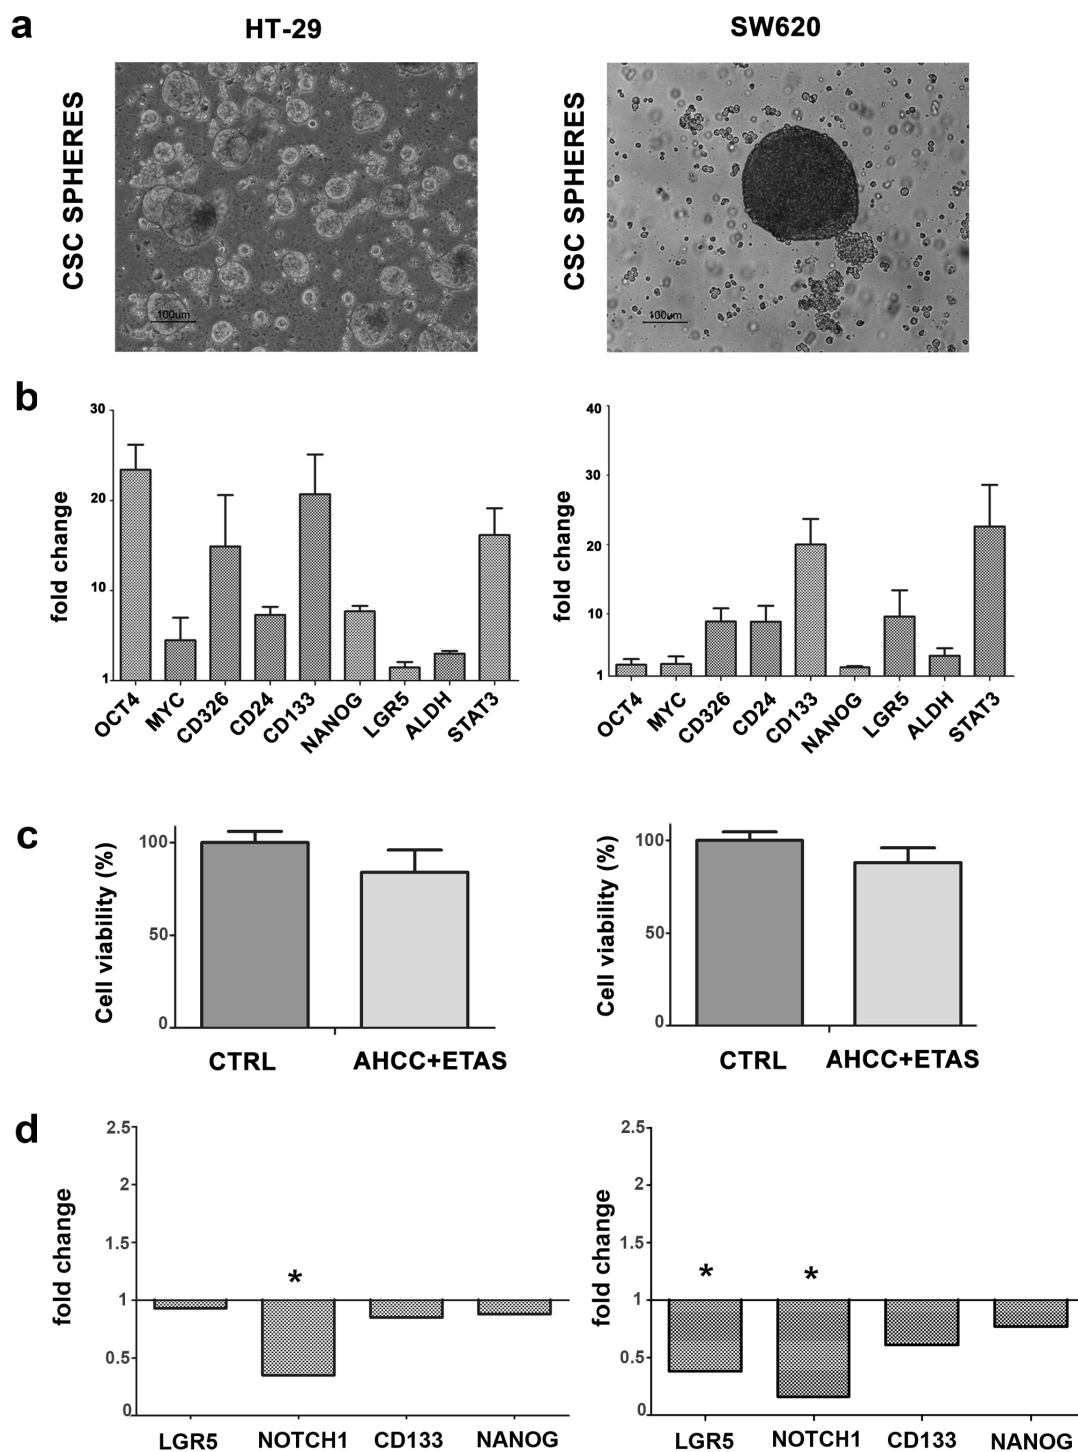 a
HT-29
SW620
CSC SPHERES
100um
CSC SPHERES
100um
b
fold change
30
20
10
1
OCT4
MYC
CD326
CD24
CD133
NANOG
LGR5
ALDH
STAT3
fold change
40
30
20
10
1
OCT4
MYC
CD326
CD24
CD133
NANOG
LGR5
ALDH
STAT3
c
Cell viability (%)
100
50
0
CTRL
AHCC+ETAS
Cell viability (%)
100
50
0
CTRL
AHCC+ETAS
d
fold change
2.5
2
1.5
1
0.5
0
*
LGR5
NOTCH1
CD133
NANOG
fold change
2.5
2
1.5
1
0.5
0
*
*
LGR5
NOTCH1
CD133
NANOG